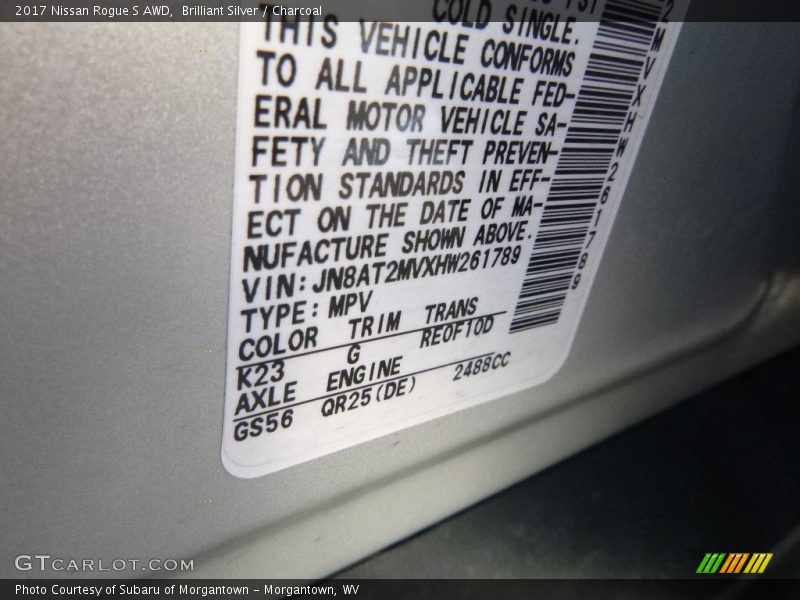 2017 Nissan Rogue S AWD, Brilliant Silver / Charcoal
COLD SINGLE.
THIS VEHICLE CONFORMS
TO ALL APPLICABLE FED-
ERAL MOTOR VEHICLE SA-
FETY AND THEFT PREVEN-
TION STANDARDS IN EFF-
ECT ON THE DATE OF MA-
NUFACTURE SHOWN ABOVE.
VIN:JN8AT2MVXHW261789
TYPE:MPV
COLOR TRIM TRANS
K23 G RE0F10D
AXLE ENGINE
GS56 QR25(DE) 2488CC
2MVXHW261789
GTCARLOT.COM
Photo Courtesy of Subaru of Morgantown - Morgantown, WV